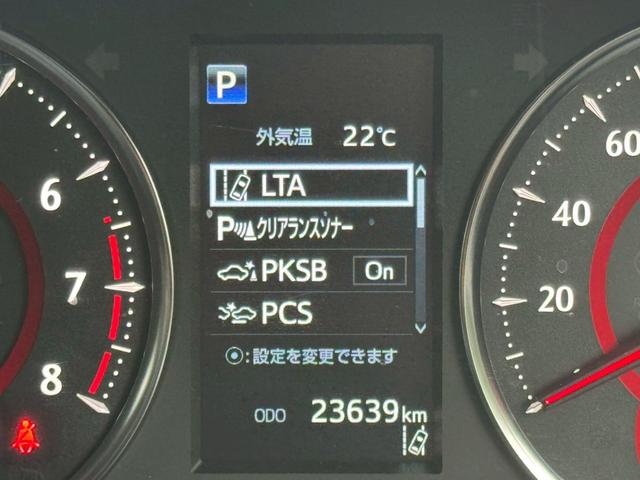 P
外気温 22℃
LTA
Pクリアランスソナー
PKSB On
PCS
:設定を変更できます
ODO 23639km
6
7
8
60
40
20